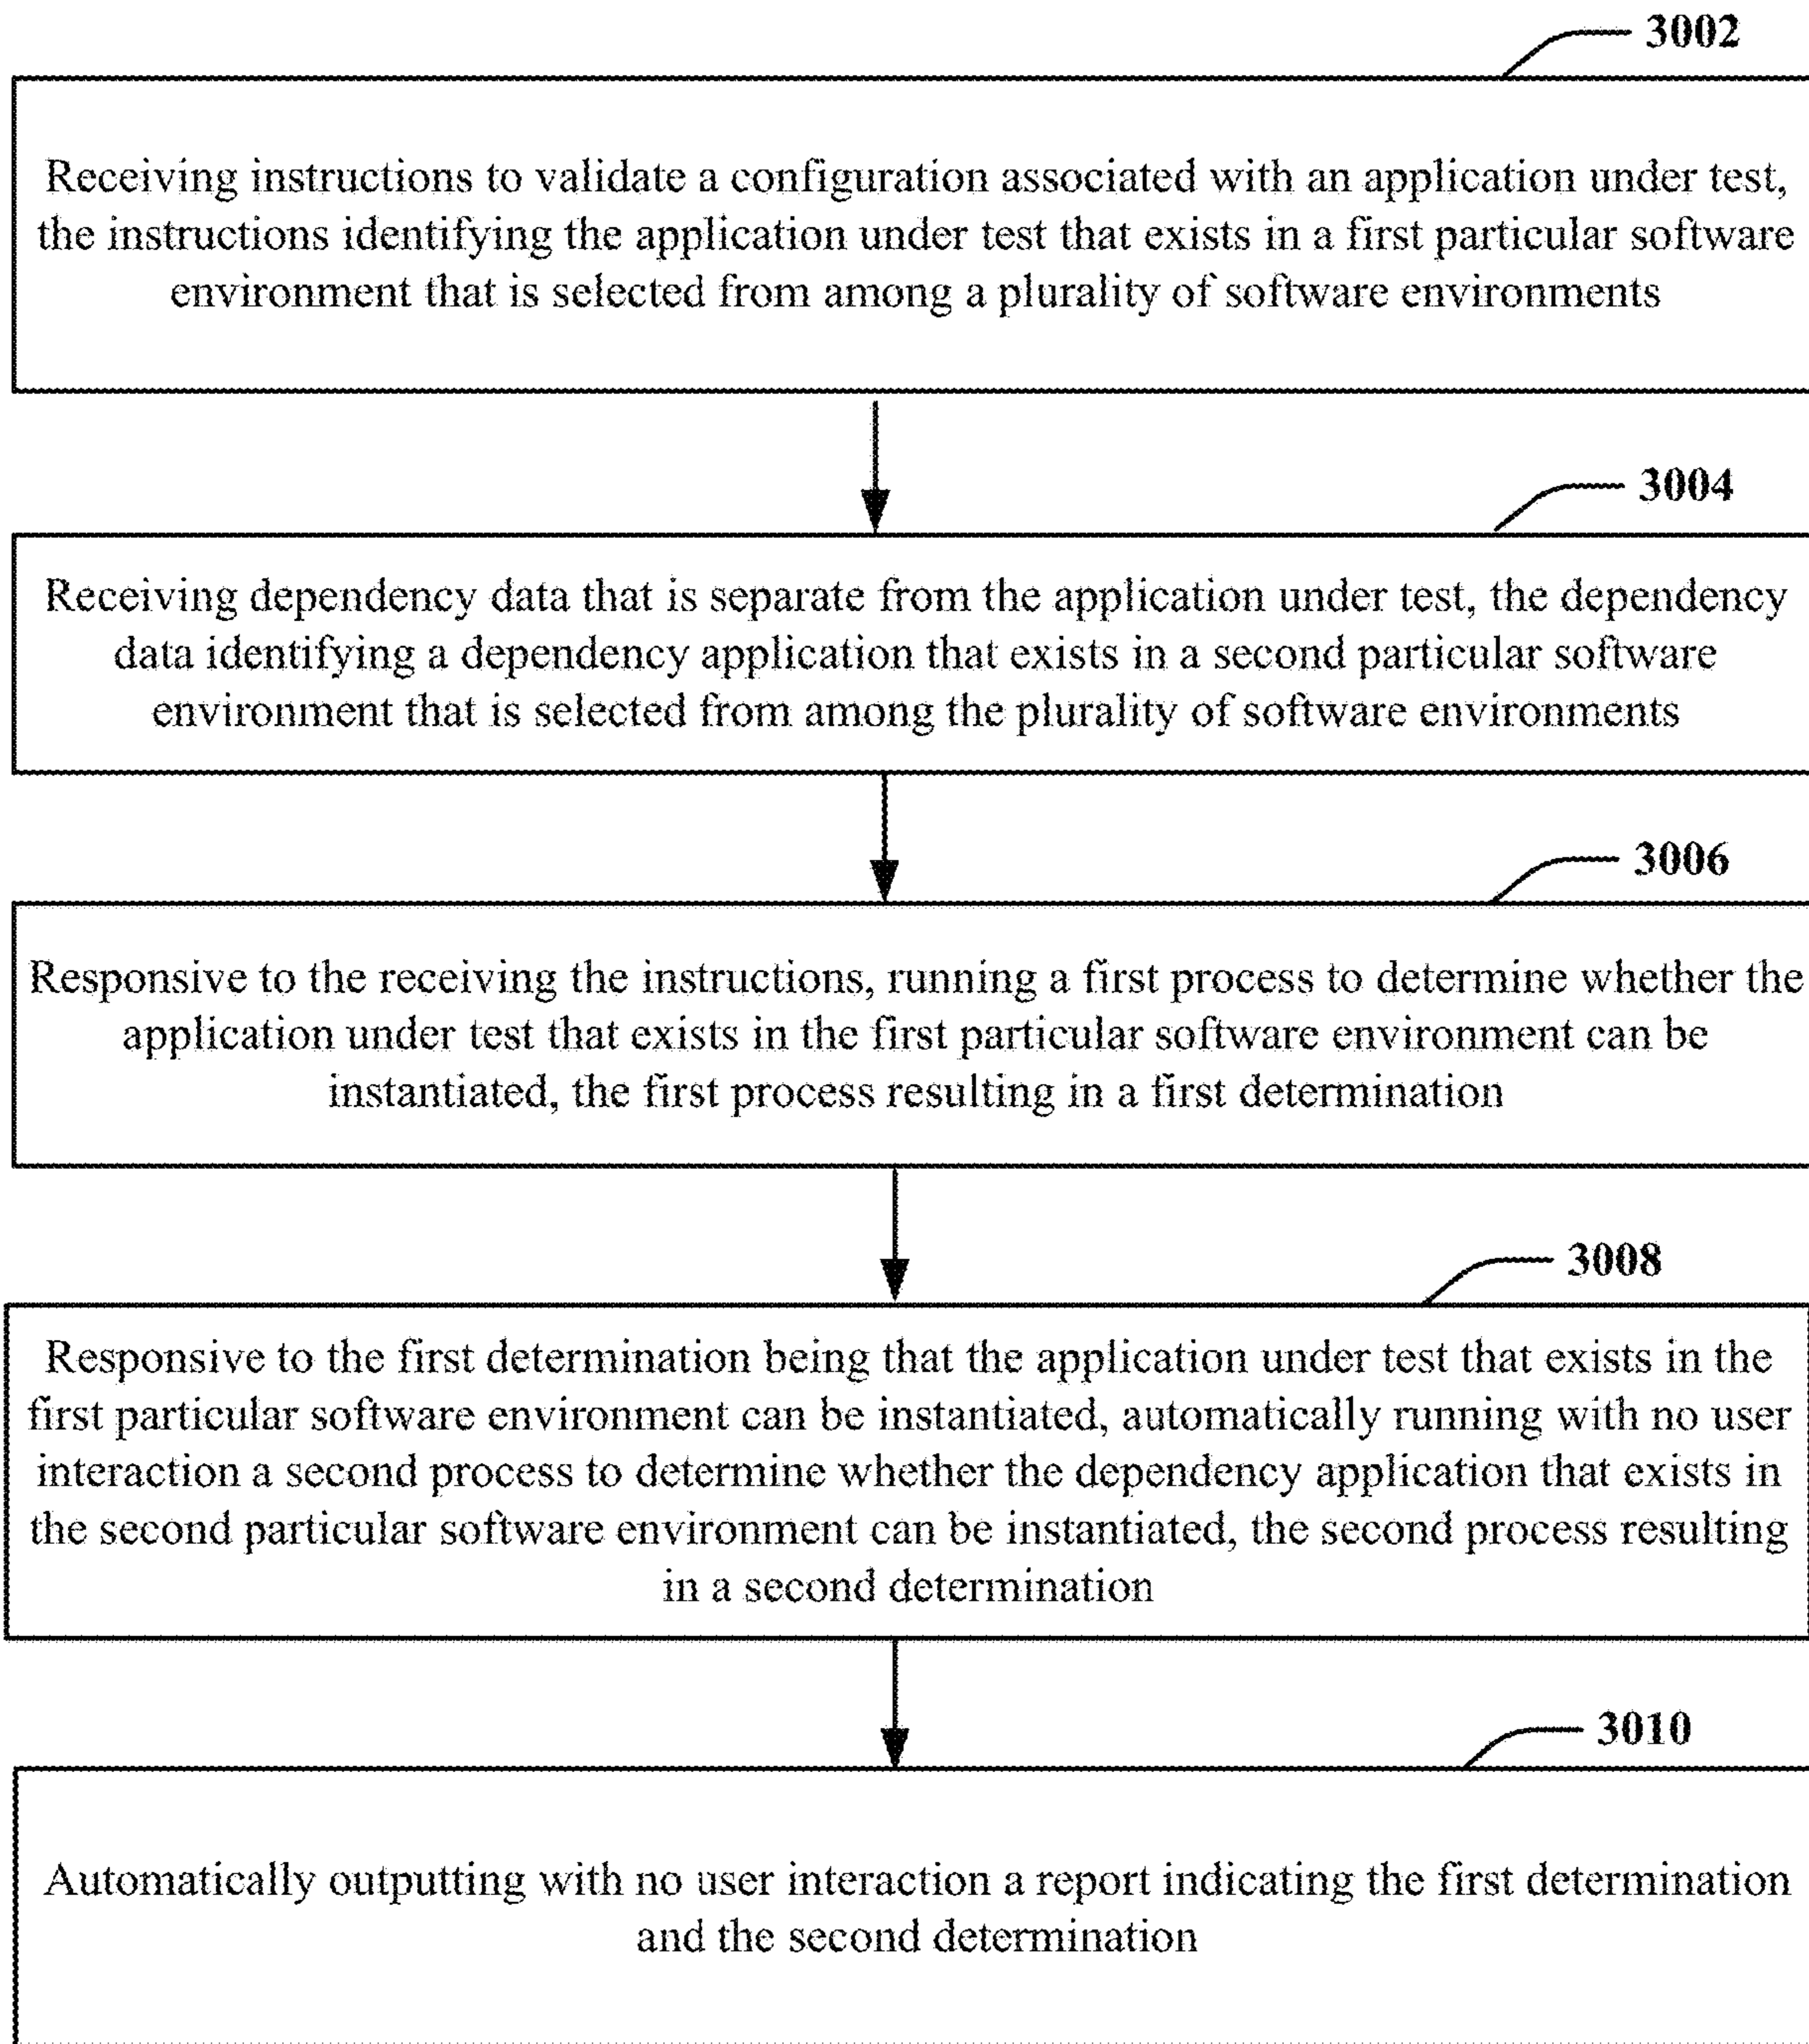 3002
Receiving instructions to validate a configuration associated with an application under test,
the instructions identifying the application under test that exists in a first particular software
environment that is selected from among a plurality of software environments
3004
Receiving dependency data that is separate from the application under test, the dependency
data identifying a dependency application that exists in a second particular software
environment that is selected from among the plurality of software environments
3006
Responsive to the receiving the instructions, running a first process to determine whether the
application under test that exists in the first particular software environment can be
instantiated, the first process resulting in a first determination
3008
Responsive to the first determination being that the application under test that exists in the
first particular software environment can be instantiated, automatically running with no user
interaction a second process to determine whether the dependency application that exists in
the second particular software environment can be instantiated, the second process resulting
in a second determination
3010
Automatically outputting with no user interaction a report indicating the first determination
and the second determination